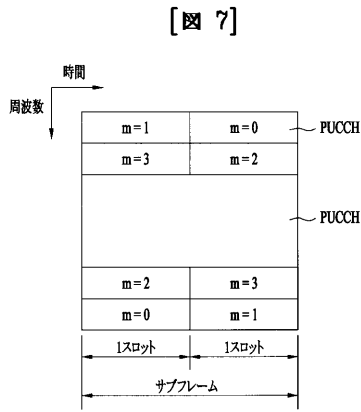 [図 7]
時間
周波数
m=1 m=0 PUCCH
m=3 m=2
PUCCH
m=2 m=3
m=0 m=1
1スロット 1スロット
サブフレーム